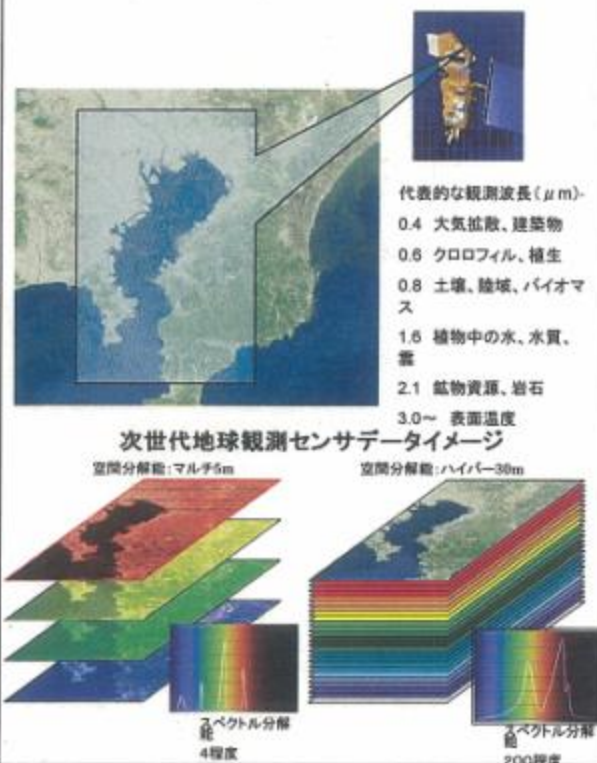 代表的な観測波長(μm)-
0.4 大気拡散、建築物
0.6 クロロフィル、植生
0.8 土壌、陸域、バイオマ
ス
1.6 植物中の水、水質、
雲
2.1 鉱物資源、岩石
3.0～ 表面温度
次世代地球観測センサデータイメージ
空間分解能:マルチ5m
空間分解能:ハイパー30m
スペクトル分解
能
4程度
スペクトル分解
能
200程度